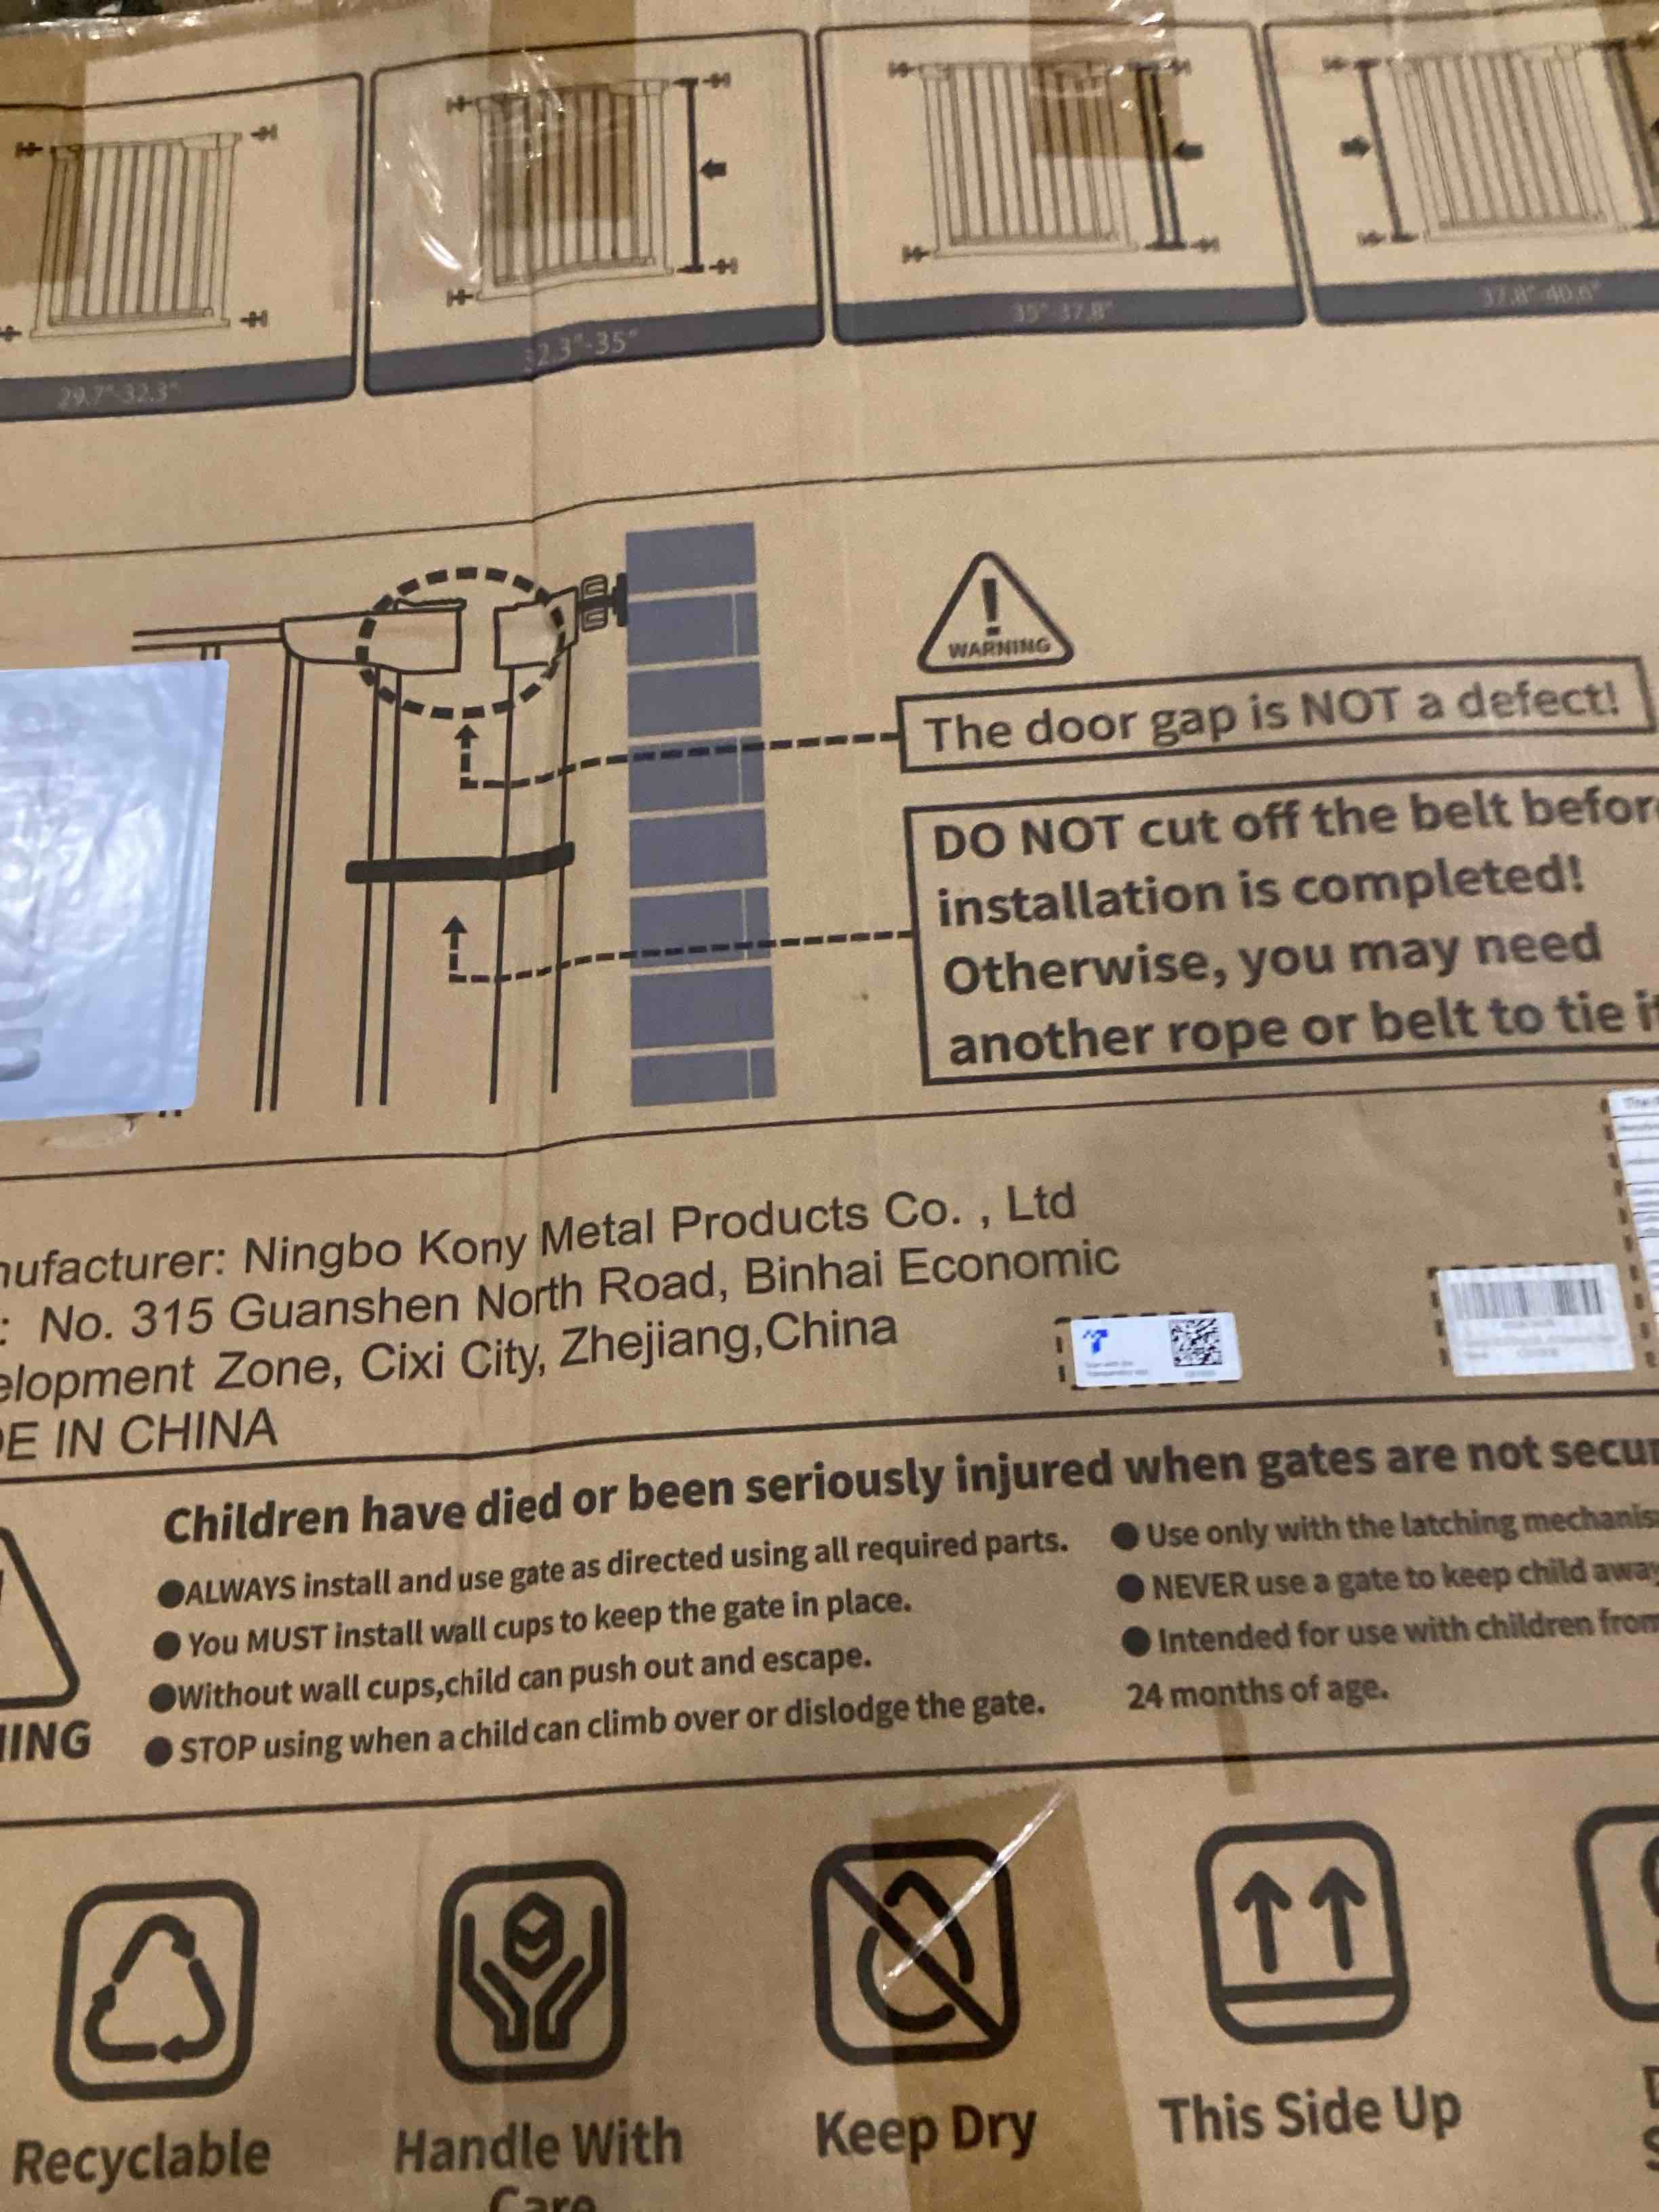 29.7"-32.3"
32.3"-35"
35"-37.8"
37.8"-40.6"
WARNING
The door gap is NOT a defect!
DO NOT cut off the belt befor
installation is completed!
Otherwise, you may need
another rope or belt to tie it
nufacturer: Ningbo Kony Metal Products Co. , Ltd
: No. 315 Guanshen North Road, Binhai Economic
elopment Zone, Cixi City, Zhejiang,China
DE IN CHINA
Children have died or been seriously injured when gates are not secur
●ALWAYS install and use gate as directed using all required parts.
● You MUST install wall cups to keep the gate in place.
●Without wall cups,child can push out and escape.
● STOP using when a child can climb over or dislodge the gate.
● Use only with the latching mechanis
● NEVER use a gate to keep child away
● Intended for use with children from
24 months of age.
NING
Recyclable
Handle With
Care
Keep Dry
This Side Up